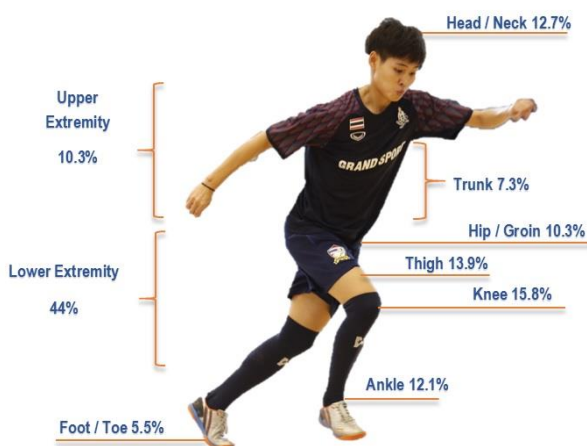 Head / Neck 12.7%
Upper
Extremity
10.3%
GRAND SPORT
Trunk 7.3%
Hip / Groin 10.3%
Lower Extremity
44%
Thigh 13.9%
Knee 15.8%
Ankle 12.1%
Foot / Toe 5.5%